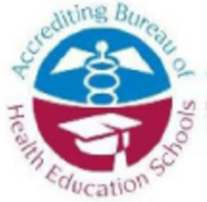 Accrediting Bureau of
Health Education Schools